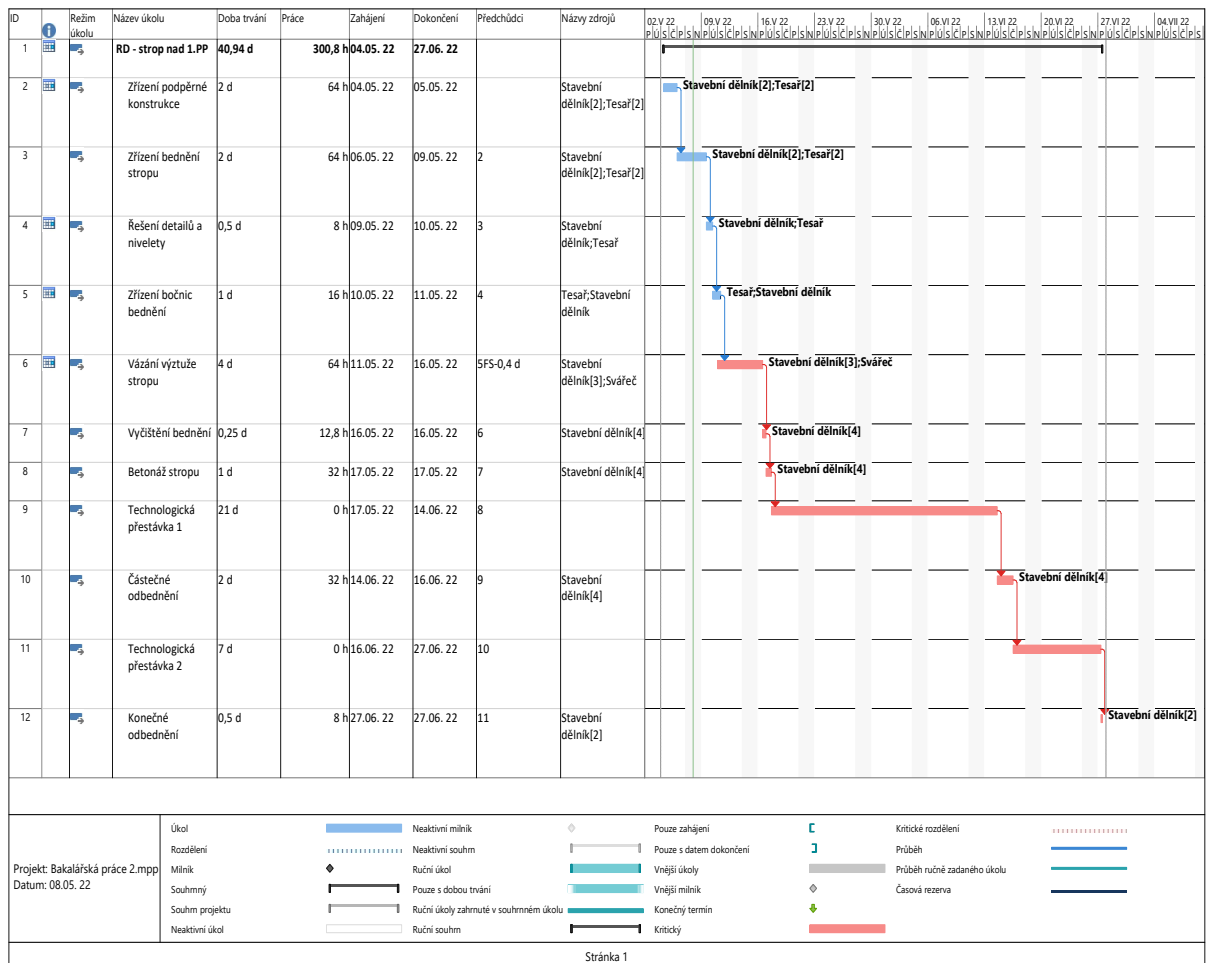 ID Režim úkolu Název úkolu Doba trvání Práce Zahájení Dokončení Předchůdci Názvy zdrojů
02.V 22 09.V 22 16.V 22 23.V 22 30.V 22 06.VI 22 13.VI 22 20.VI 22 27.VI 22 04.VII 22
P Ú S Č P S N P Ú S Č P S N P Ú S Č P S N P Ú S Č P S N P Ú S Č P S N P Ú S Č P S N P Ú S Č P S N P Ú S Č P S N P Ú S Č P S N P Ú S Č P S
1 RD - strop nad 1.PP 40,94 d 300,8 h 04.05. 22 27.06. 22
2 Zřízení podpěrné konstrukce 2 d 64 h 04.05. 22 05.05. 22 Stavební dělník[2];Tesař[2]
Stavební dělník[2];Tesař[2]
3 Zřízení bednění stropu 2 d 64 h 06.05. 22 09.05. 22 2 Stavební dělník[2];Tesař[2]
Stavební dělník[2];Tesař[2]
4 Řešení detailů a nivelety 0,5 d 8 h 09.05. 22 10.05. 22 3 Stavební dělník;Tesař
Stavební dělník;Tesař
5 Zřízení bočnic bednění 1 d 16 h 10.05. 22 11.05. 22 4 Tesař;Stavební dělník
Tesař;Stavební dělník
6 Vázání výztuže stropu 4 d 64 h 11.05. 22 16.05. 22 5FS-0,4 d Stavební dělník[3];Svářeč
Stavební dělník[3];Svářeč
7 Vyčištění bednění 0,25 d 12,8 h 16.05. 22 16.05. 22 6 Stavební dělník[4]
Stavební dělník[4]
8 Betonáž stropu 1 d 32 h 17.05. 22 17.05. 22 7 Stavební dělník[4]
Stavební dělník[4]
9 Technologická přestávka 1 21 d 0 h 17.05. 22 14.06. 22 8
10 Částečné odbednění 2 d 32 h 14.06. 22 16.06. 22 9 Stavební dělník[4]
Stavební dělník[4]
11 Technologická přestávka 2 7 d 0 h 16.06. 22 27.06. 22 10
12 Konečné odbednění 0,5 d 8 h 27.06. 22 27.06. 22 11 Stavební dělník[2]
Stavební dělník[2]
Projekt: Bakalářská práce 2.mpp
Datum: 08.05. 22
Úkol
Rozdělení
Milník
Souhrnný
Souhrn projektu
Neaktivní úkol
Neaktivní milník
Neaktivní souhrn
Ruční úkol
Pouze s dobou trvání
Ruční úkoly zahrnuté v souhrnném úkolu
Ruční souhrn
Pouze zahájení
Pouze s datem dokončení
Vnější úkoly
Vnější milník
Konečný termín
Kritický
Kritické rozdělení
Průběh
Průběh ručně zadaného úkolu
Časová rezerva
Stránka 1